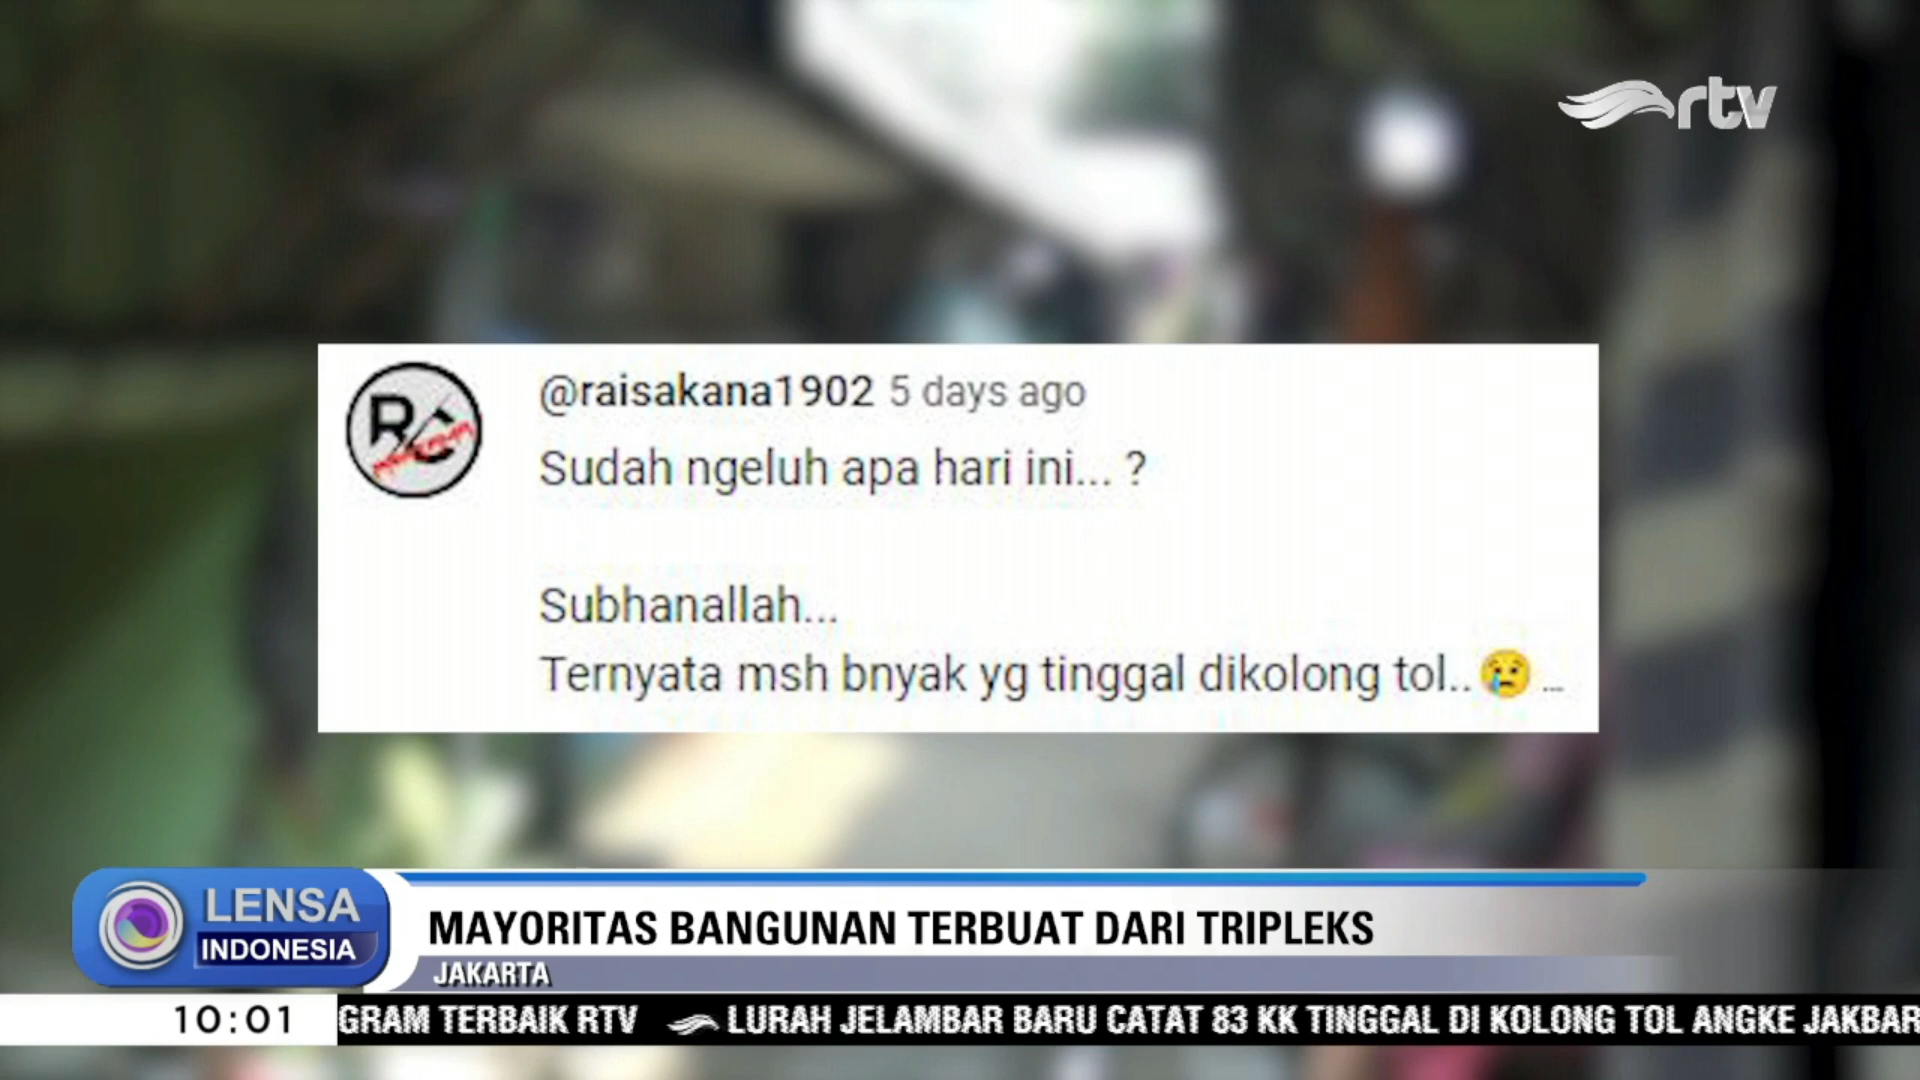 rtv
@raisakana1902 5 days ago
Sudah ngeluh apa hari ini... ?
Subhanallah...
Ternyata msh bnyak yg tinggal dikolong tol..😢 ...
LENSA
INDONESIA
MAYORITAS BANGUNAN TERBUAT DARI TRIPLEKS
JAKARTA
10:01
GRAM TERBAIK RTV LURAH JELAMBAR BARU CATAT 83 KK TINGGAL DI KOLONG TOL ANGKE JAKBAR